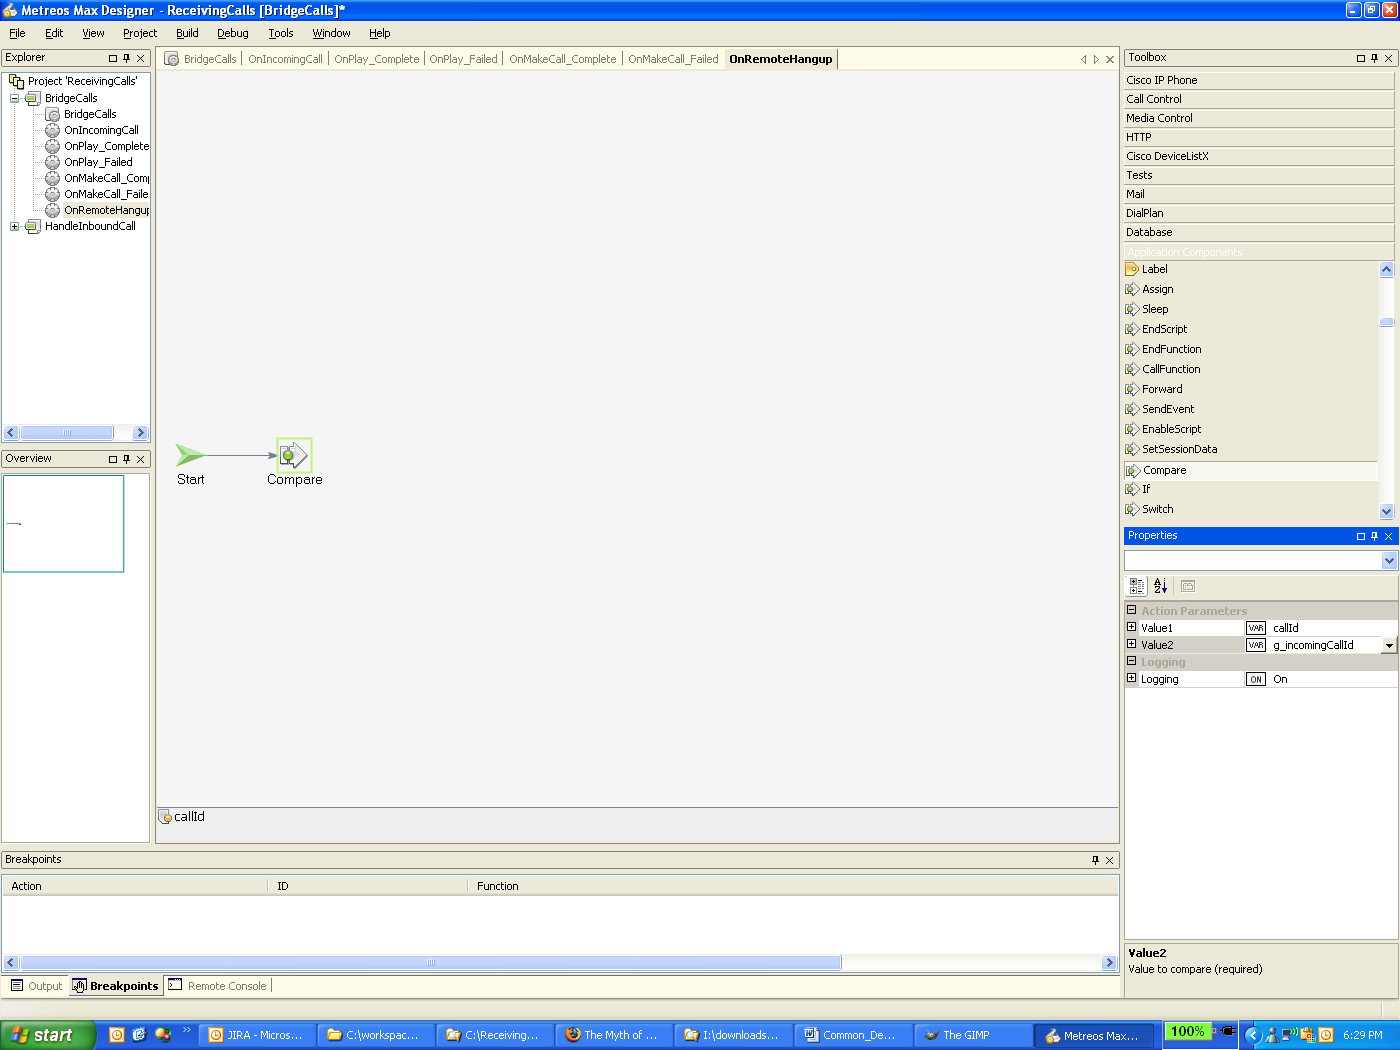 Metreos Max Designer - ReceivingCalls [BridgeCalls]*
File Edit View Project Build Debug Tools Window Help
Explorer
Project 'ReceivingCalls'
BridgeCalls
BridgeCalls
OnIncomingCall
OnPlay_Complete
OnPlay_Failed
OnMakeCall_Comp
OnMakeCall_Faile
OnRemoteHangup
HandleInboundCall
Overview
BridgeCalls OnIncomingCall OnPlay_Complete OnPlay_Failed OnMakeCall_Complete OnMakeCall_Failed OnRemoteHangup
Start
Compare
callId
Toolbox
Cisco IP Phone
Call Control
Media Control
HTTP
Cisco DeviceListX
Tests
Mail
DialPlan
Database
Application Components
Label
Assign
Sleep
EndScript
EndFunction
CallFunction
Forward
SendEvent
EnableScript
SetSessionData
Compare
If
Switch
Properties
A
Z
Action Parameters
Value1 VAR callId
Value2 VAR g_incomingCallId
Logging
Logging ON On
Value2
Value to compare (required)
Breakpoints
Action ID Function
Output Breakpoints Remote Console
start JIRA - Micros... C:\workspac... C:\Receiving... The Myth of ... I:\downloads... Common_De... The GIMP Metreos Max... 100% 6:29 PM